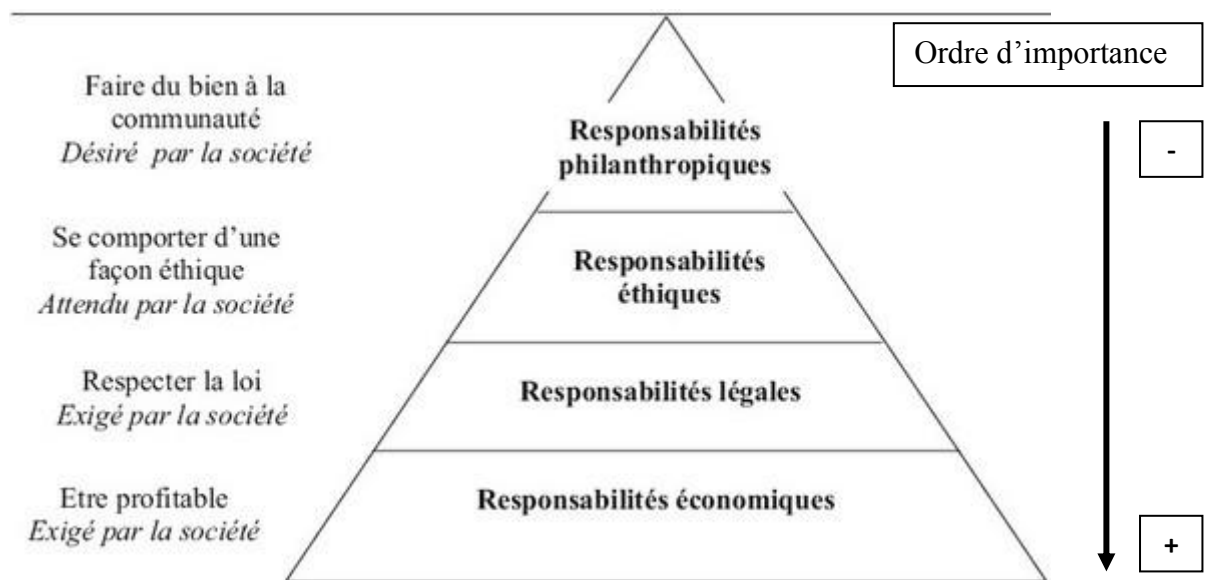 Ordre d’importance
Faire du bien à la
communauté
Désiré par la société
Responsabilités
philanthropiques
-
Se comporter d’une
façon éthique
Attendu par la société
Responsabilités
éthiques
Respecter la loi
Exigé par la société
Responsabilités légales
Etre profitable
Exigé par la société
Responsabilités économiques
+